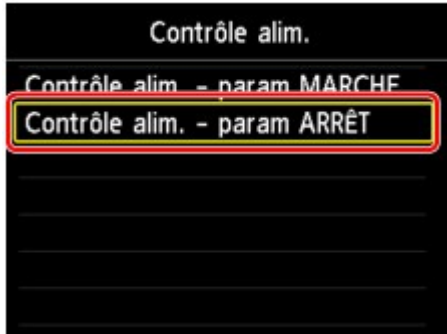 Contrôle alim.
Contrôle alim. - param MARCHE
Contrôle alim. - param ARRÊT